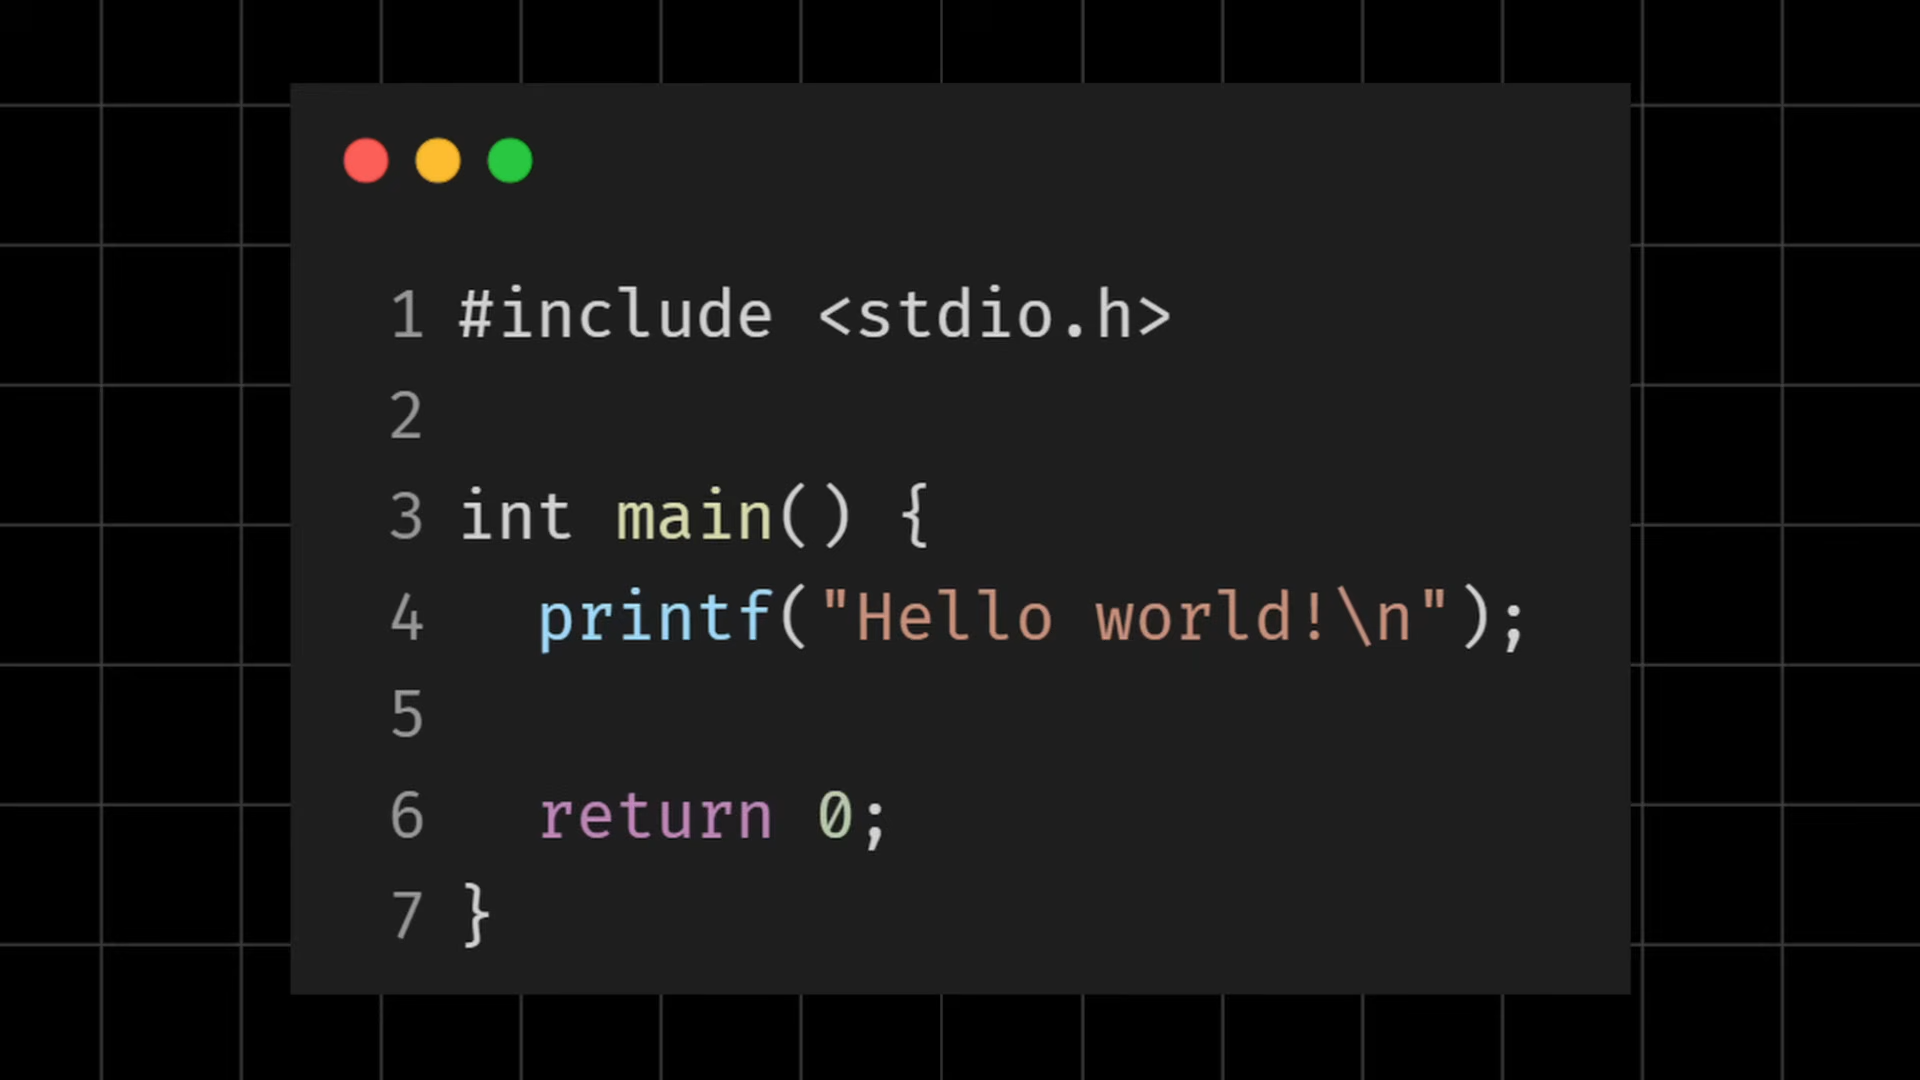 1 #include <stdio.h>
2
3 int main() {
4   printf("Hello world!\n");
5
6   return 0;
7 }